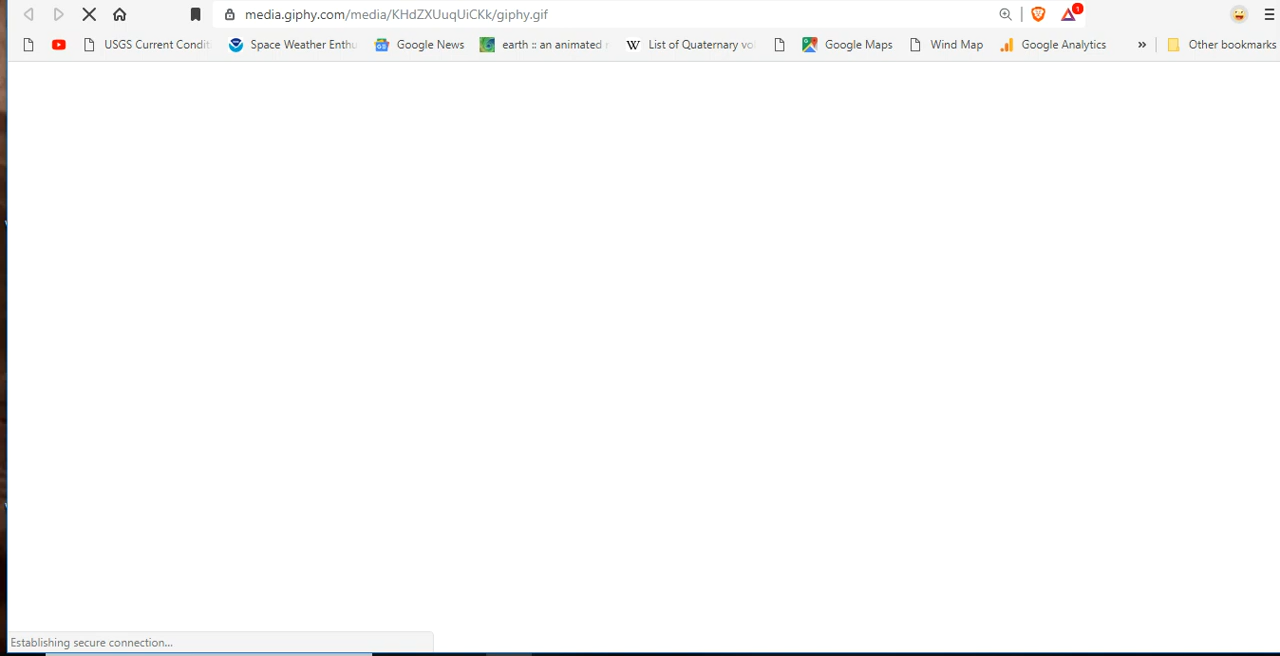 media.giphy.com/media/KHdZXUuqUiCKk/giphy.gif
1
USGS Current Condit Space Weather Enthu Google News earth :: an animated List of Quaternary vo Google Maps Wind Map Google Analytics » Other bookmarks
Establishing secure connection...